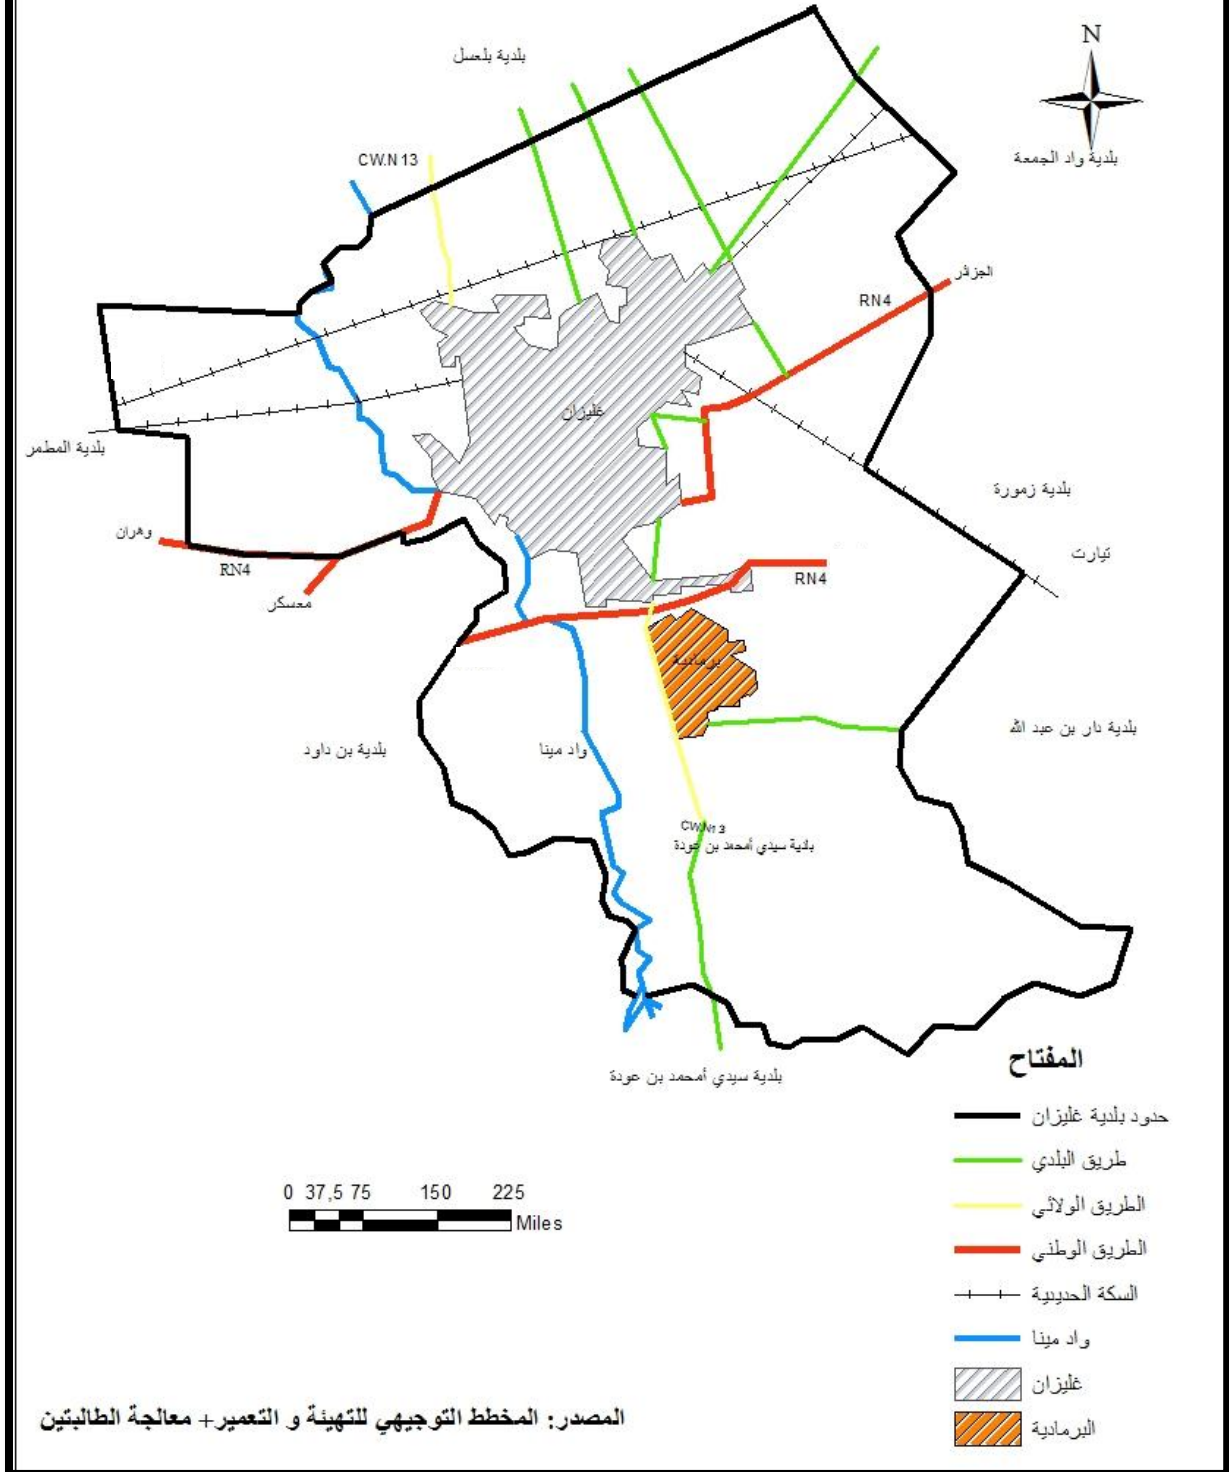 N
بلدية بلعسل
CW.N13
بلدية واد الجمعة
الجزائر
RN4
غليزان
بلدية المطمر
بلدية زمورة
وهران
RN4
تيارت
معسكر
RN4
برمادية
بلدية دار بن عبد الله
بلدية بن داود
واد مينا
CW.N13
بلدية سيدي أمحمد بن عودة
بلدية سيدي أمحمد بن عودة
المفتاح
حدود بلدية غليزان
طريق البلدي
الطريق الولائي
الطريق الوطني
السكة الحديدية
واد مينا
غليزان
البرمادية
0 37,5 75 150 225
Miles
المصدر: المخطط التوجيهي للتهيئة و التعمير+ معالجة الطالبتين